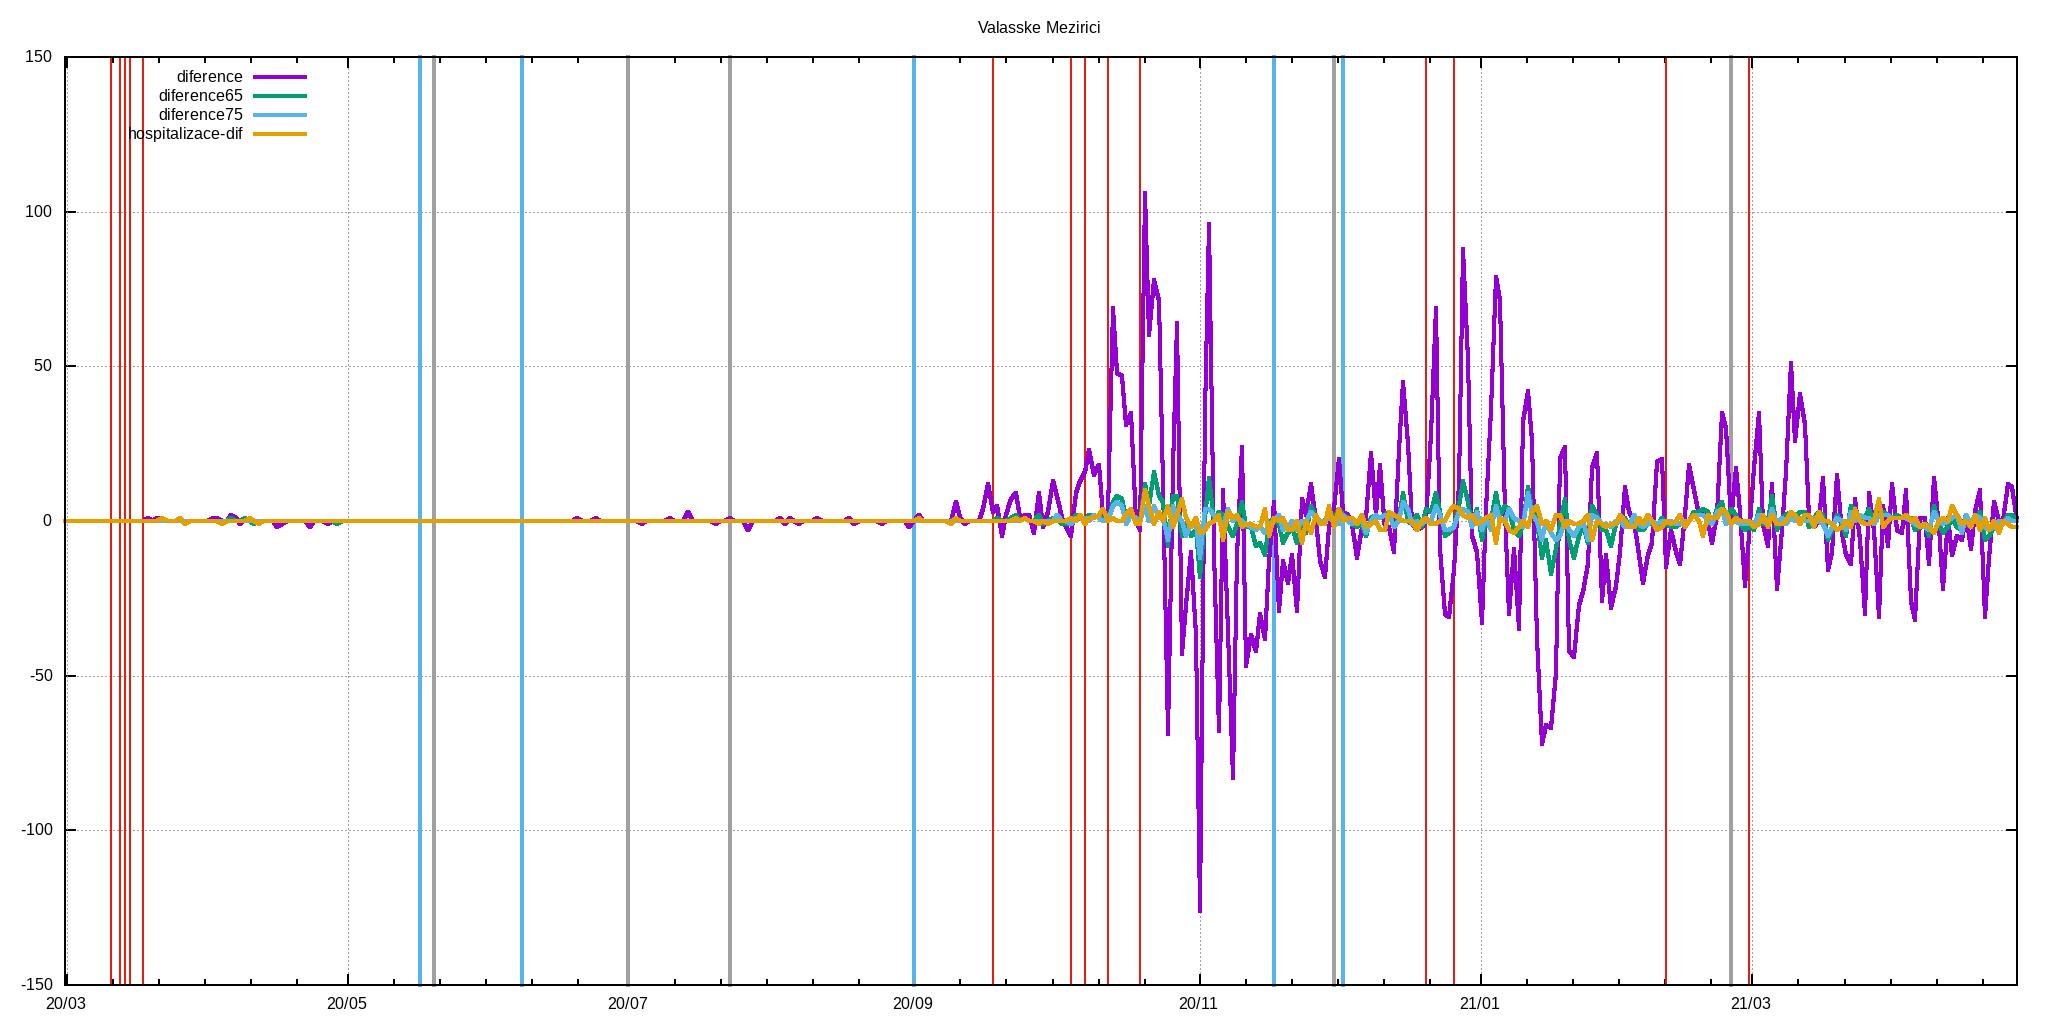 Valasske Mezirici
150
diference
diference65
diference75
hospitalizace-dif
100
50
0
-50
-100
-150
20/03 20/05 20/07 20/09 20/11 21/01 21/03